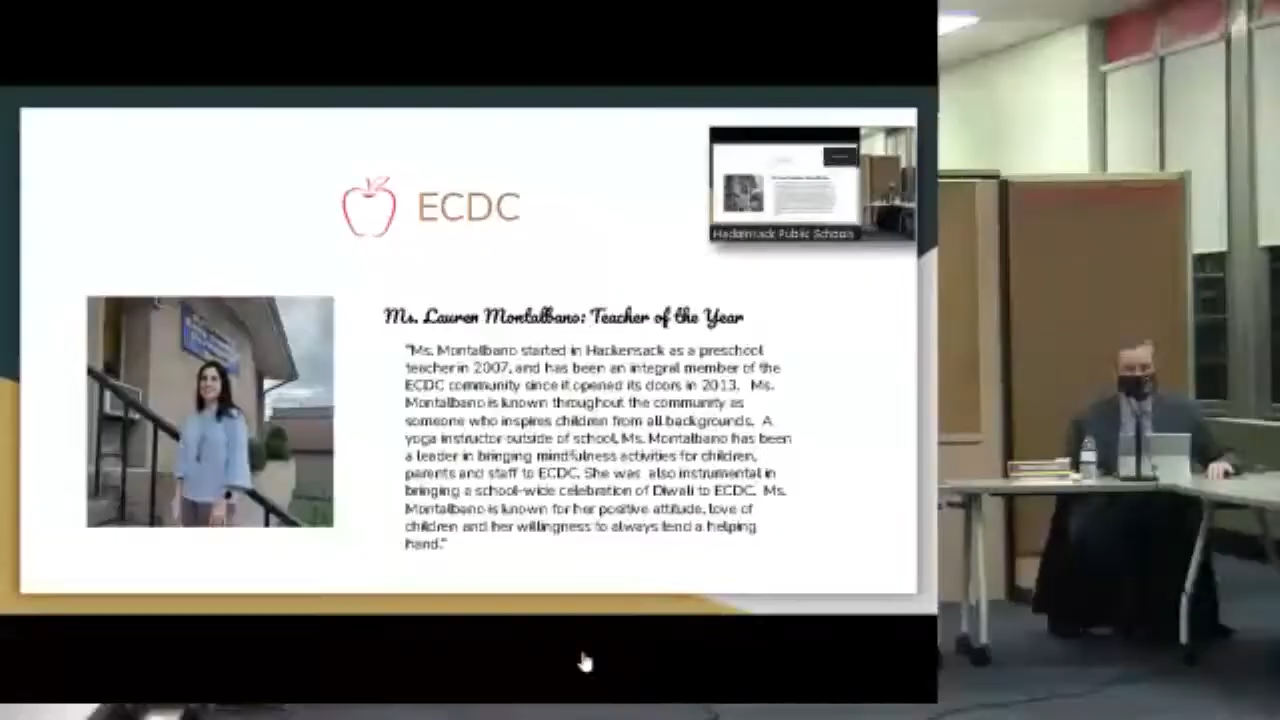 ECDC
Hackensack Public Schools
Ms. Lauren Montalbano: Teacher of the Year
"Ms. Montalbano started in Hackensack as a preschool
teacher in 2007, and has been an integral member of the
ECDC community since it opened its doors in 2013. Ms.
Montalbano is known throughout the community as
someone who inspires children from all backgrounds. A
yoga instructor outside of school, Ms. Montalbano has been
a leader in bringing mindfulness activities for children,
parents and staff to ECDC. She was also instrumental in
bringing a school-wide celebration of Diwali to ECDC. Ms.
Montalbano is known for her positive attitude, love of
children and her willingness to always lend a helping
hand."